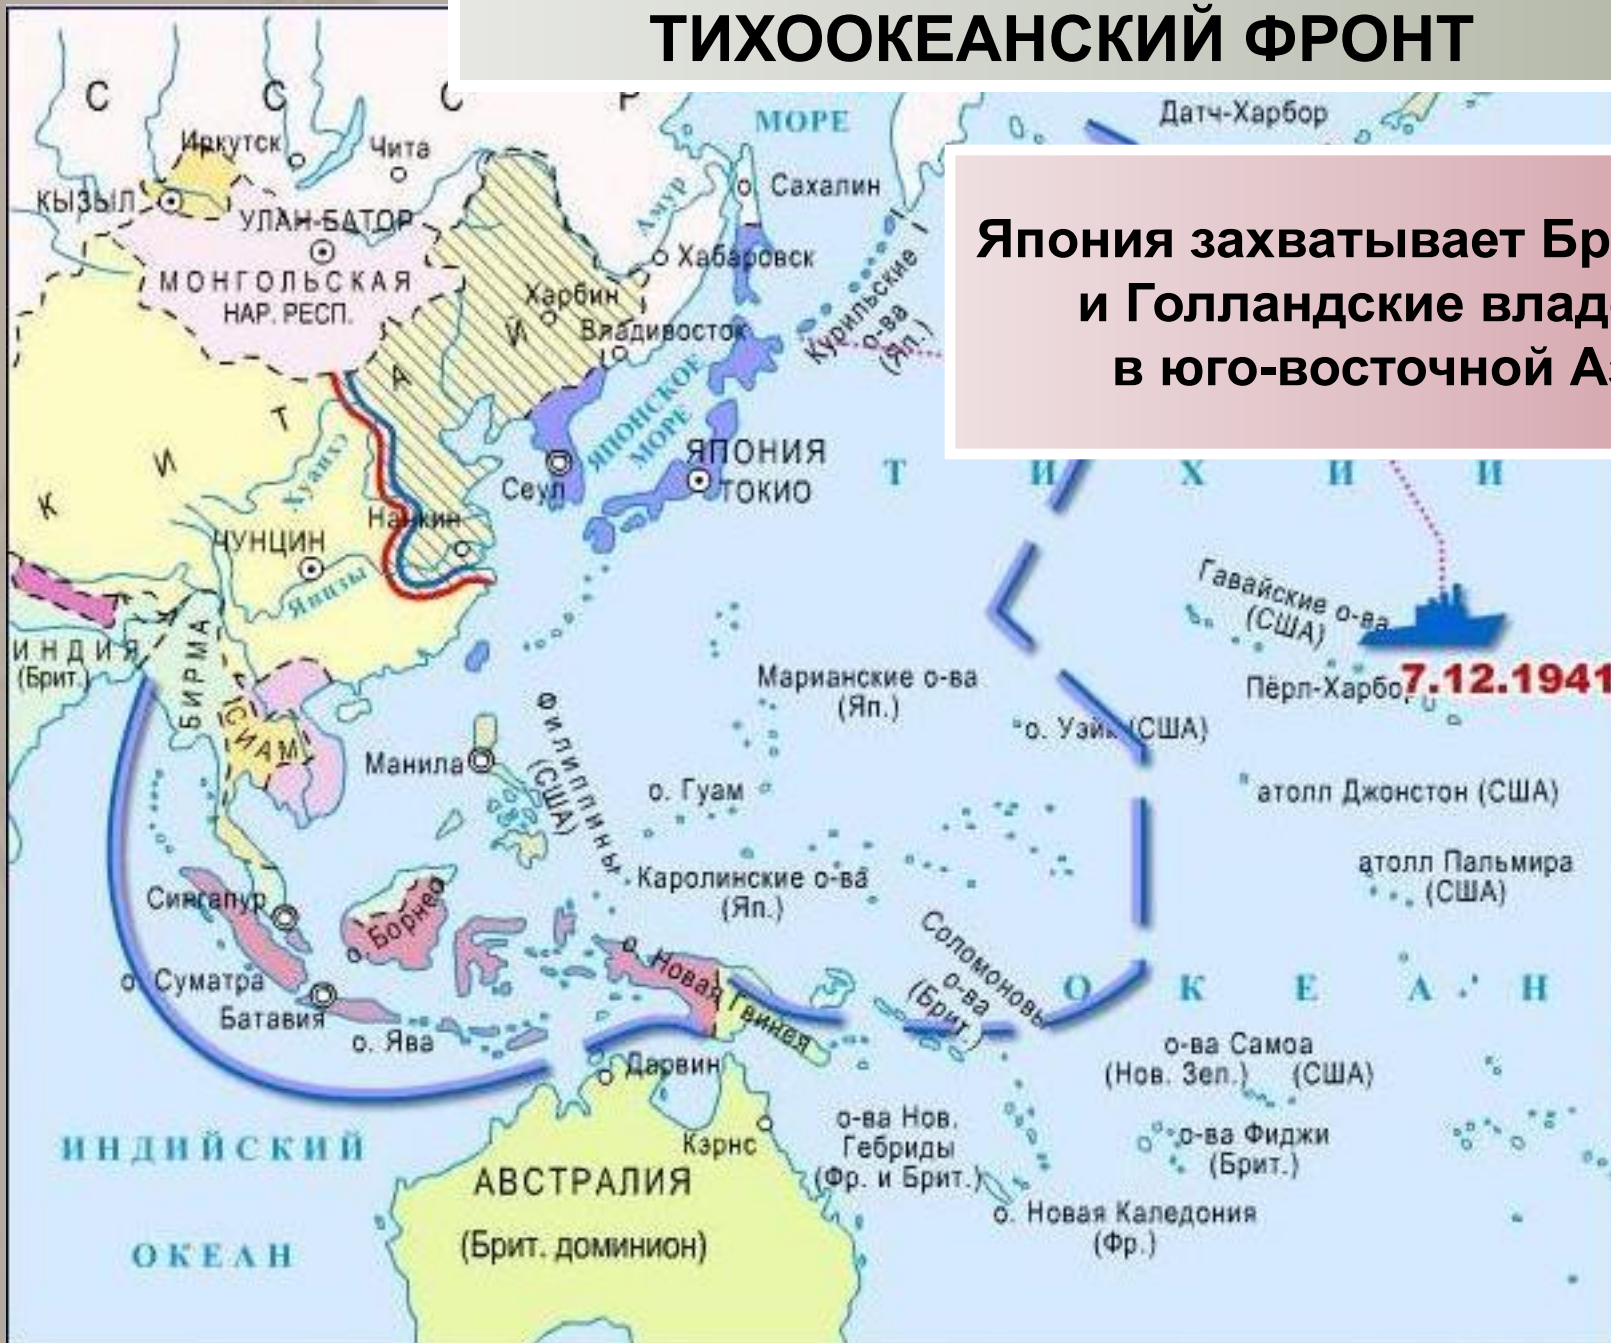 ТИХООКЕАНСКИЙ ФРОНТ
С С С Р
МОРЕ
Датч-Харбор
Иркутск
Чита
КЫЗЫЛ
УЛАН-БАТОР
МОНГОЛЬСКАЯ
НАР. РЕСП.
Амур
о. Сахалин
Хабаровск
Курильские
о-ва
(Яп.)
Япония захватывает
и Голландские
в юго-восточной
Харбин
Владивосток
КИТАЙ
ЯПОНСКОЕ
МОРЕ
Хуанхэ
Сеул
ЯПОНИЯ
ТОКИО
Т И Х И Й
Нанкин
ЧУНЦИН
Янцзы
Гавайские о-ва
(США)
Пёрл-Харбо
7.12.1941
ИНДИЯ
(Брит.)
БИРМА
СИАМ
Манила
Филиппины
(США)
Марианские о-ва
(Яп.)
о. Уэйк (США)
о. Гуам
атолл Джонстон (США)
атолл Пальмира
(США)
Каролинские о-ва
(Яп.)
Сингапур
о. Борнео
о. Новая Гвинея
Соломоновы
о-ва
(Брит.)
О К Е А Н
о. Суматра
Батавия
о. Ява
Дарвин
о-ва Самоа
(Нов. Зел.) (США)
Кэрнс
о-ва Нов.
Гебриды
(Фр. и Брит.)
о-ва Фиджи
(Брит.)
ИНДИЙСКИЙ
ОКЕАН
АВСТРАЛИЯ
(Брит. доминион)
о. Новая Каледония
(Фр.)